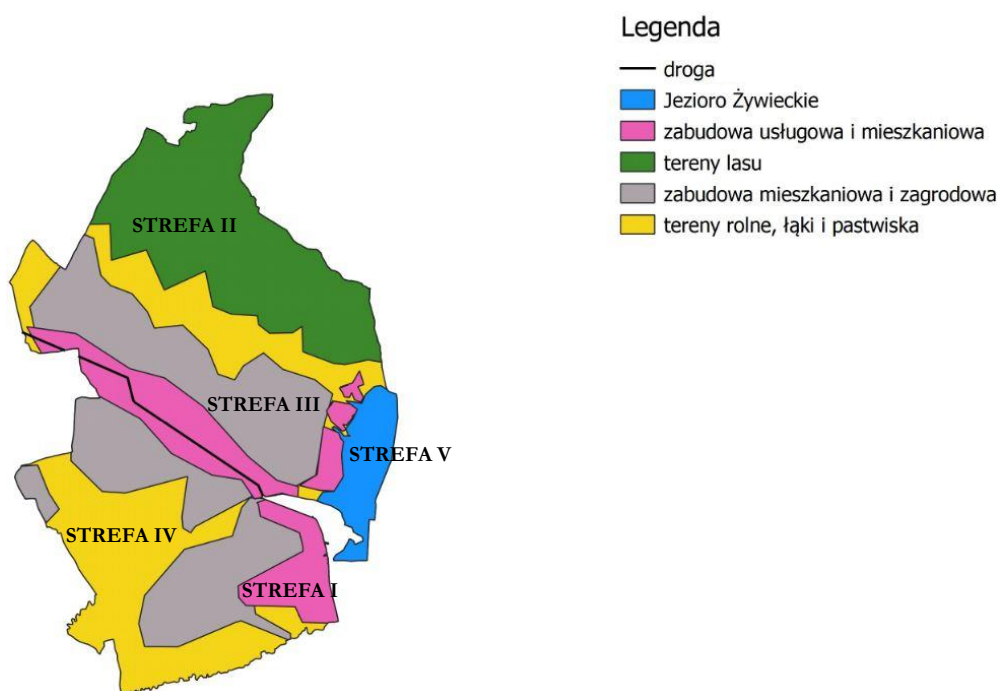 Legenda
droga
Jezioro Żywieckie
zabudowa usługowa i mieszkaniowa
tereny lasu
zabudowa mieszkaniowa i zagrodowa
tereny rolne, łąki i pastwiska
STREFA II
STREFA III
STREFA V
STREFA IV
STREFA I